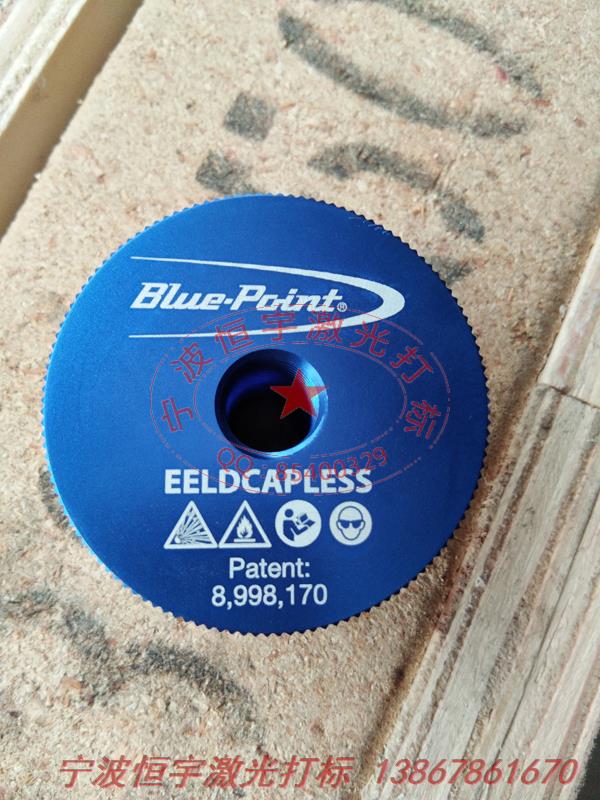 Blue-Point®
宁波恒宇激光打标
QQ：85400329
EELDCAPLESS
Patent:
8,998,170
宁波恒宇激光打标 13867861670